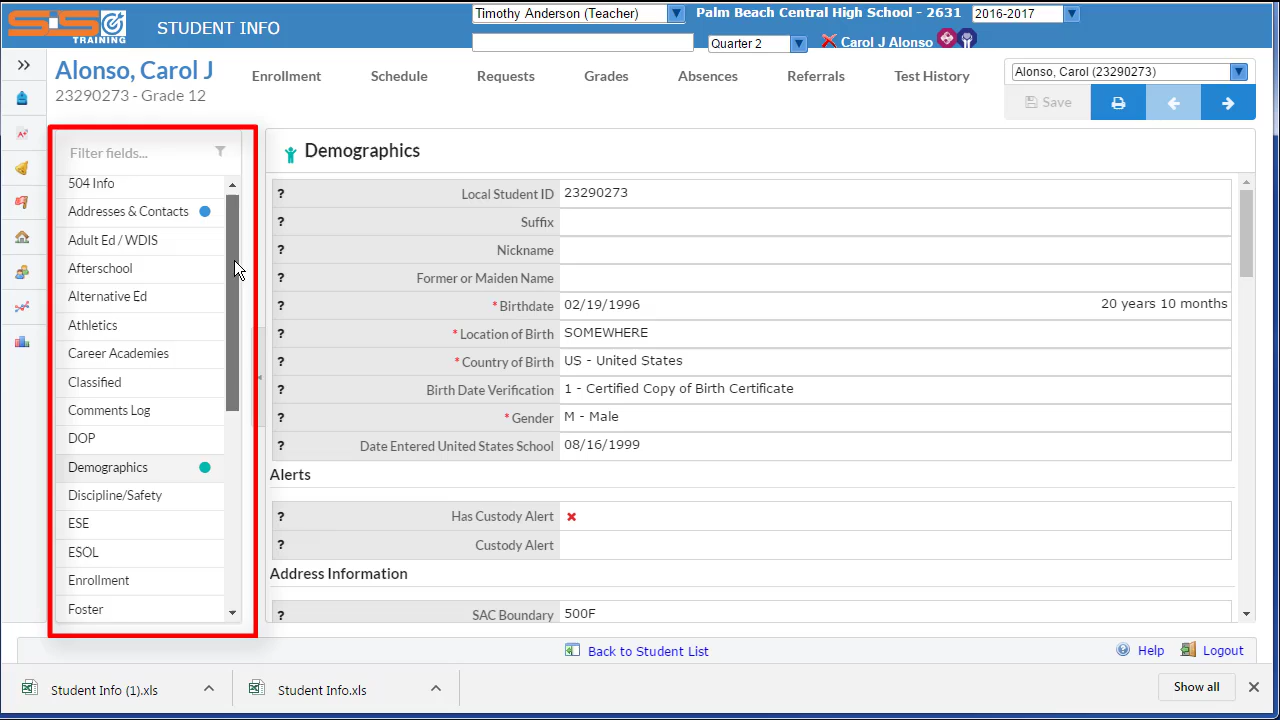 SIS TRAINING
STUDENT INFO
Timothy Anderson (Teacher)
Palm Beach Central High School - 2631
2016-2017
Quarter 2
Carol J Alonso
Alonso, Carol J
23290273 - Grade 12
Enrollment
Schedule
Requests
Grades
Absences
Referrals
Test History
Alonso, Carol (23290273)
Save
Filter fields...
504 Info
Addresses & Contacts
Adult Ed / WDIS
Afterschool
Alternative Ed
Athletics
Career Academies
Classified
Comments Log
DOP
Demographics
Discipline/Safety
ESE
ESOL
Enrollment
Foster
Demographics
? Local Student ID 23290273
? Suffix
? Nickname
? Former or Maiden Name
? *Birthdate 02/19/1996 20 years 10 months
? *Location of Birth SOMEWHERE
? *Country of Birth US - United States
? Birth Date Verification 1 - Certified Copy of Birth Certificate
? *Gender M - Male
? Date Entered United States School 08/16/1999
Alerts
? Has Custody Alert
? Custody Alert
Address Information
? SAC Boundary 500F
Back to Student List
Help
Logout
Student Info (1).xls
Student Info.xls
Show all